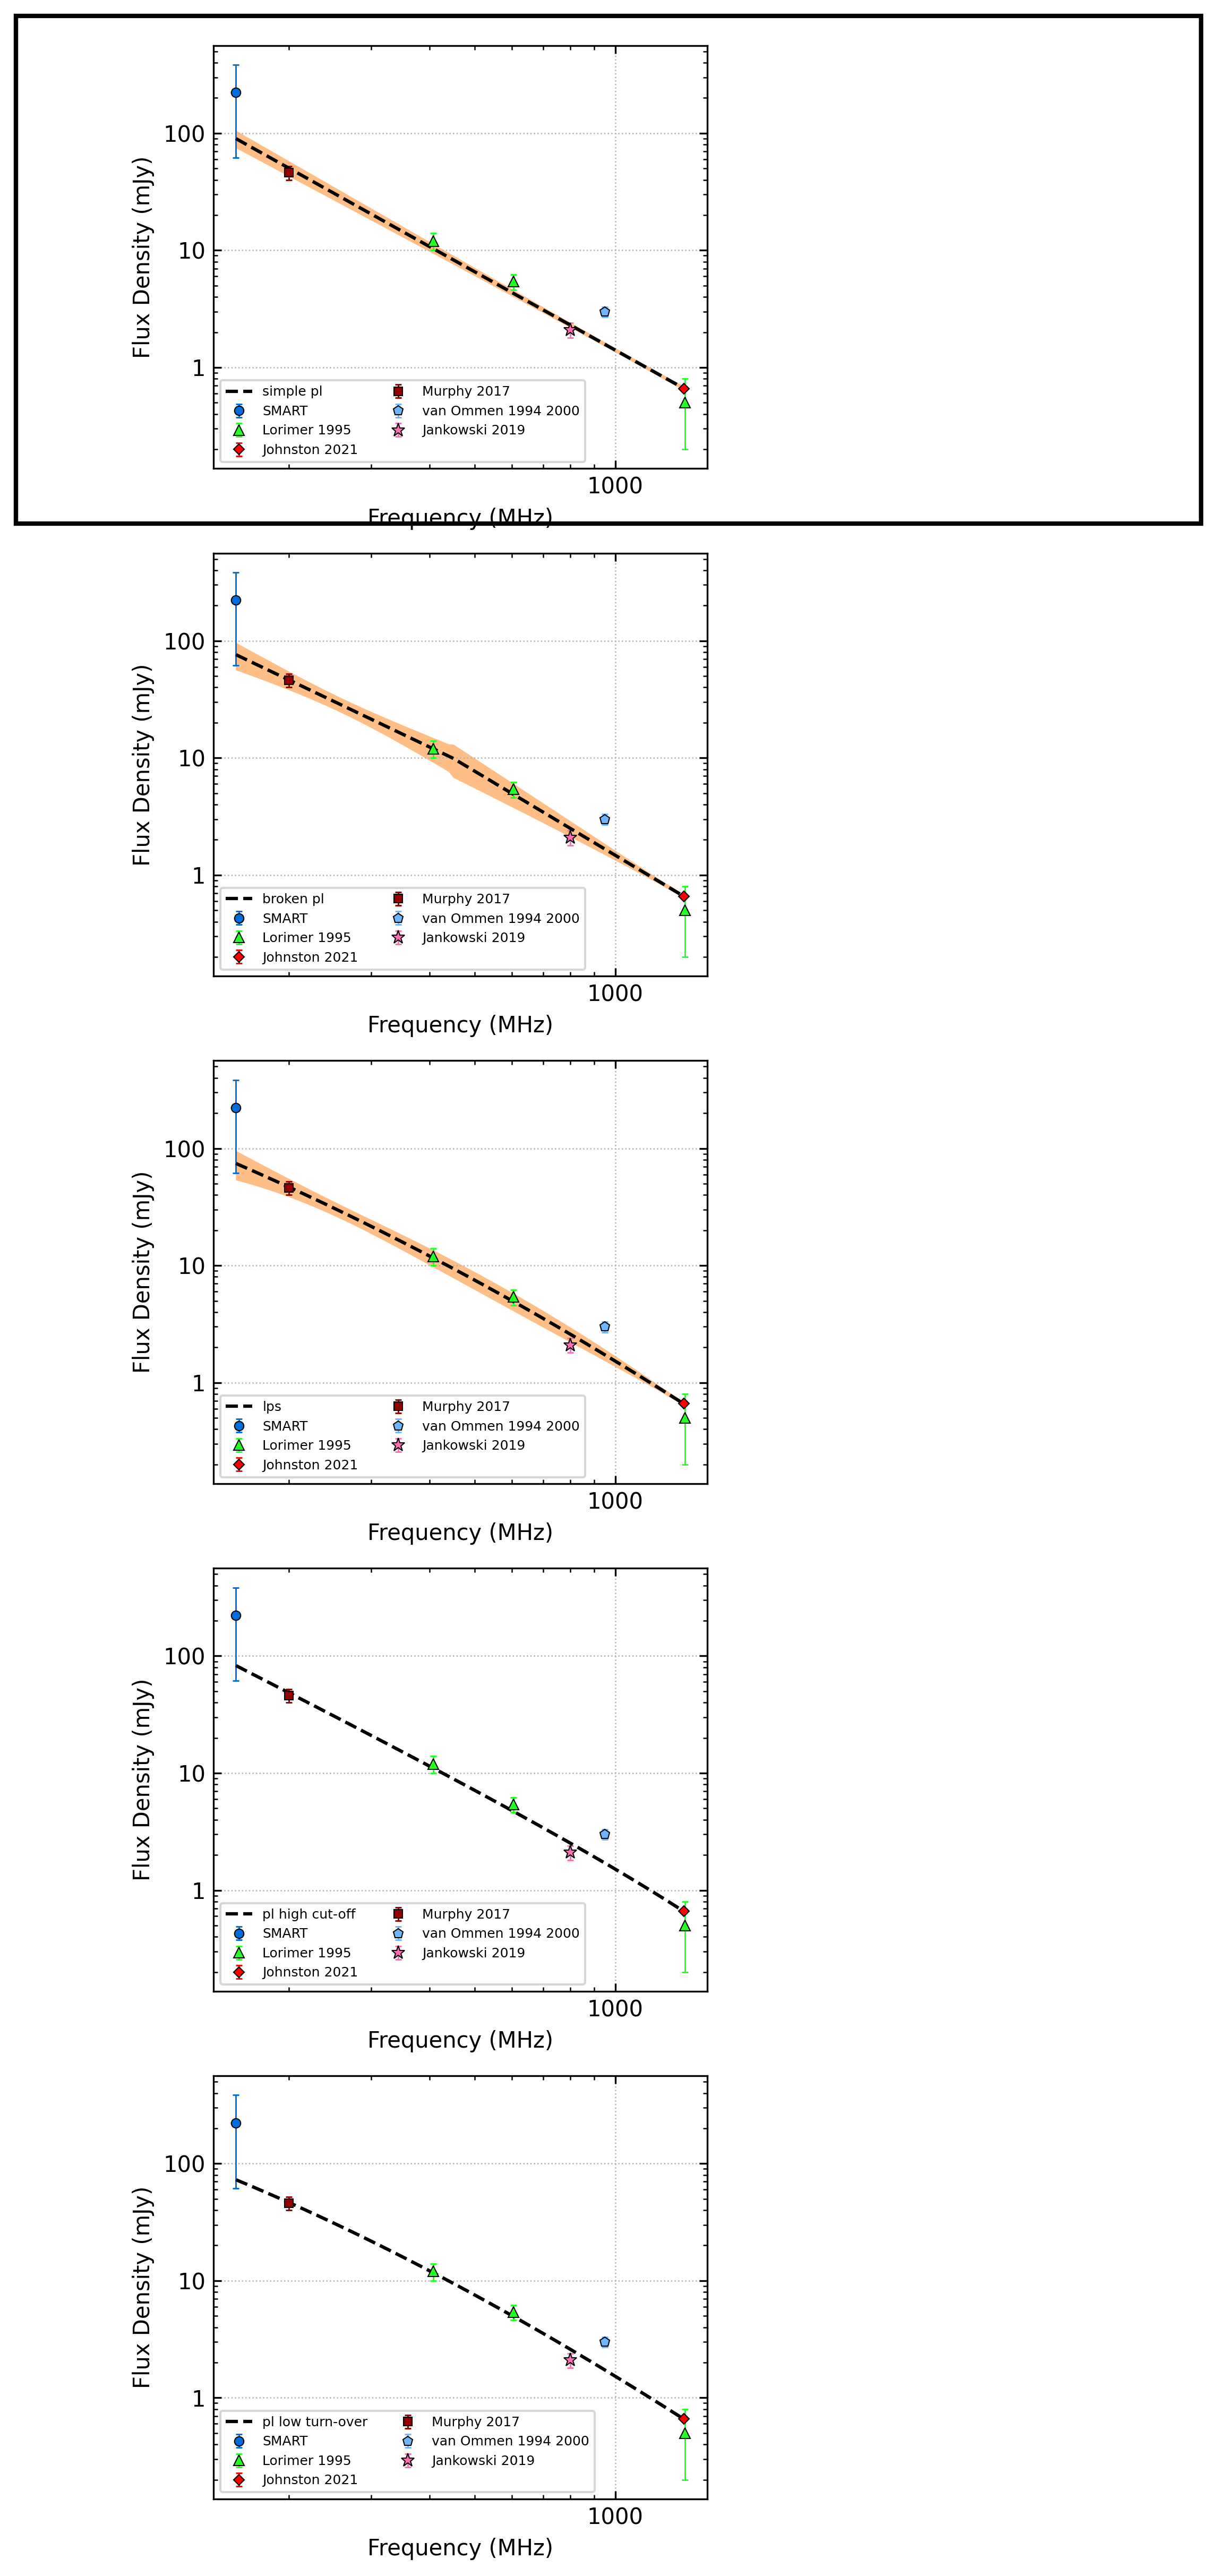 100
10
1
Flux Density (mJy)
simple pl
SMART
Lorimer 1995
Johnston 2021
Murphy 2017
van Ommen 1994 2000
Jankowski 2019
1000
Frequency (MHz)
100
10
1
Flux Density (mJy)
broken pl
SMART
Lorimer 1995
Johnston 2021
Murphy 2017
van Ommen 1994 2000
Jankowski 2019
1000
Frequency (MHz)
100
10
1
Flux Density (mJy)
lps
SMART
Lorimer 1995
Johnston 2021
Murphy 2017
van Ommen 1994 2000
Jankowski 2019
1000
Frequency (MHz)
100
10
1
Flux Density (mJy)
pl high cut-off
SMART
Lorimer 1995
Johnston 2021
Murphy 2017
van Ommen 1994 2000
Jankowski 2019
1000
Frequency (MHz)
100
10
1
Flux Density (mJy)
pl low turn-over
SMART
Lorimer 1995
Johnston 2021
Murphy 2017
van Ommen 1994 2000
Jankowski 2019
1000
Frequency (MHz)